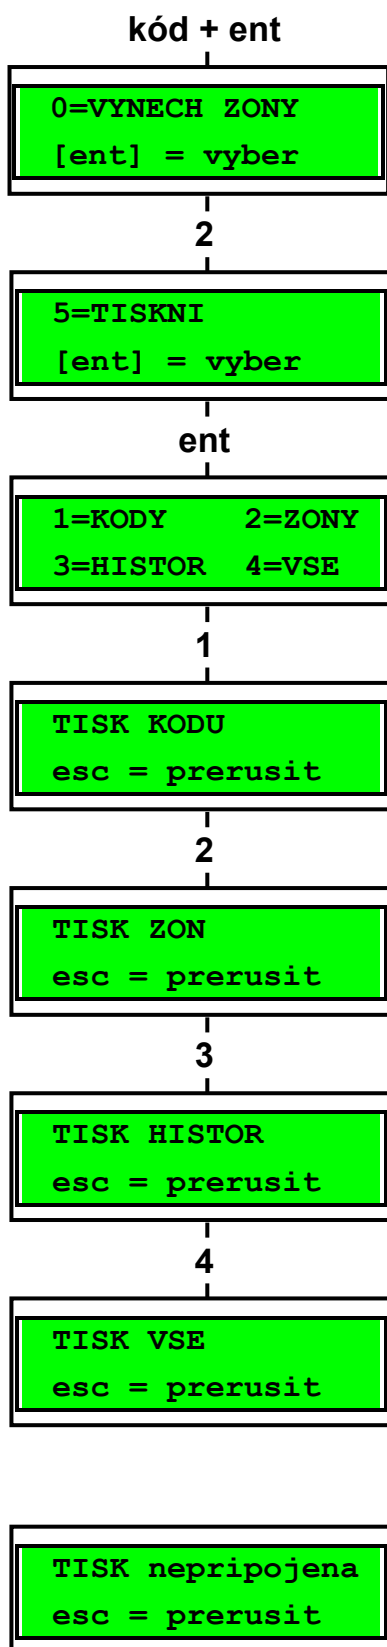 kód + ent
0=VYNECH ZONY
[ent] = vyber
2
5=TISKNI
[ent] = vyber
ent
1=KODY 2=ZONY
3=HISTOR 4=VSE
1
TISK KODU
esc = prerusit
2
TISK ZON
esc = prerusit
3
TISK HISTOR
esc = prerusit
4
TISK VSE
esc = prerusit
TISK nepripojena
esc = prerusit